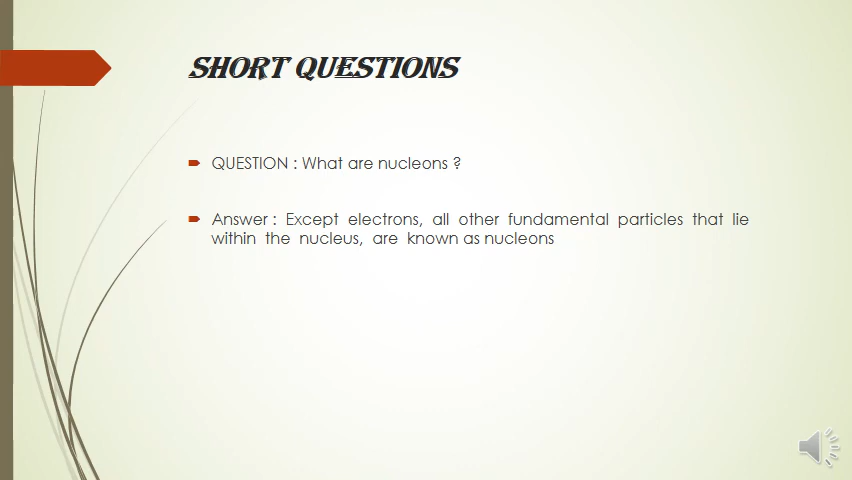 SHORT QUESTIONS
QUESTION : What are nucleons ?
Answer : Except electrons, all other fundamental particles that lie
within the nucleus, are known as nucleons